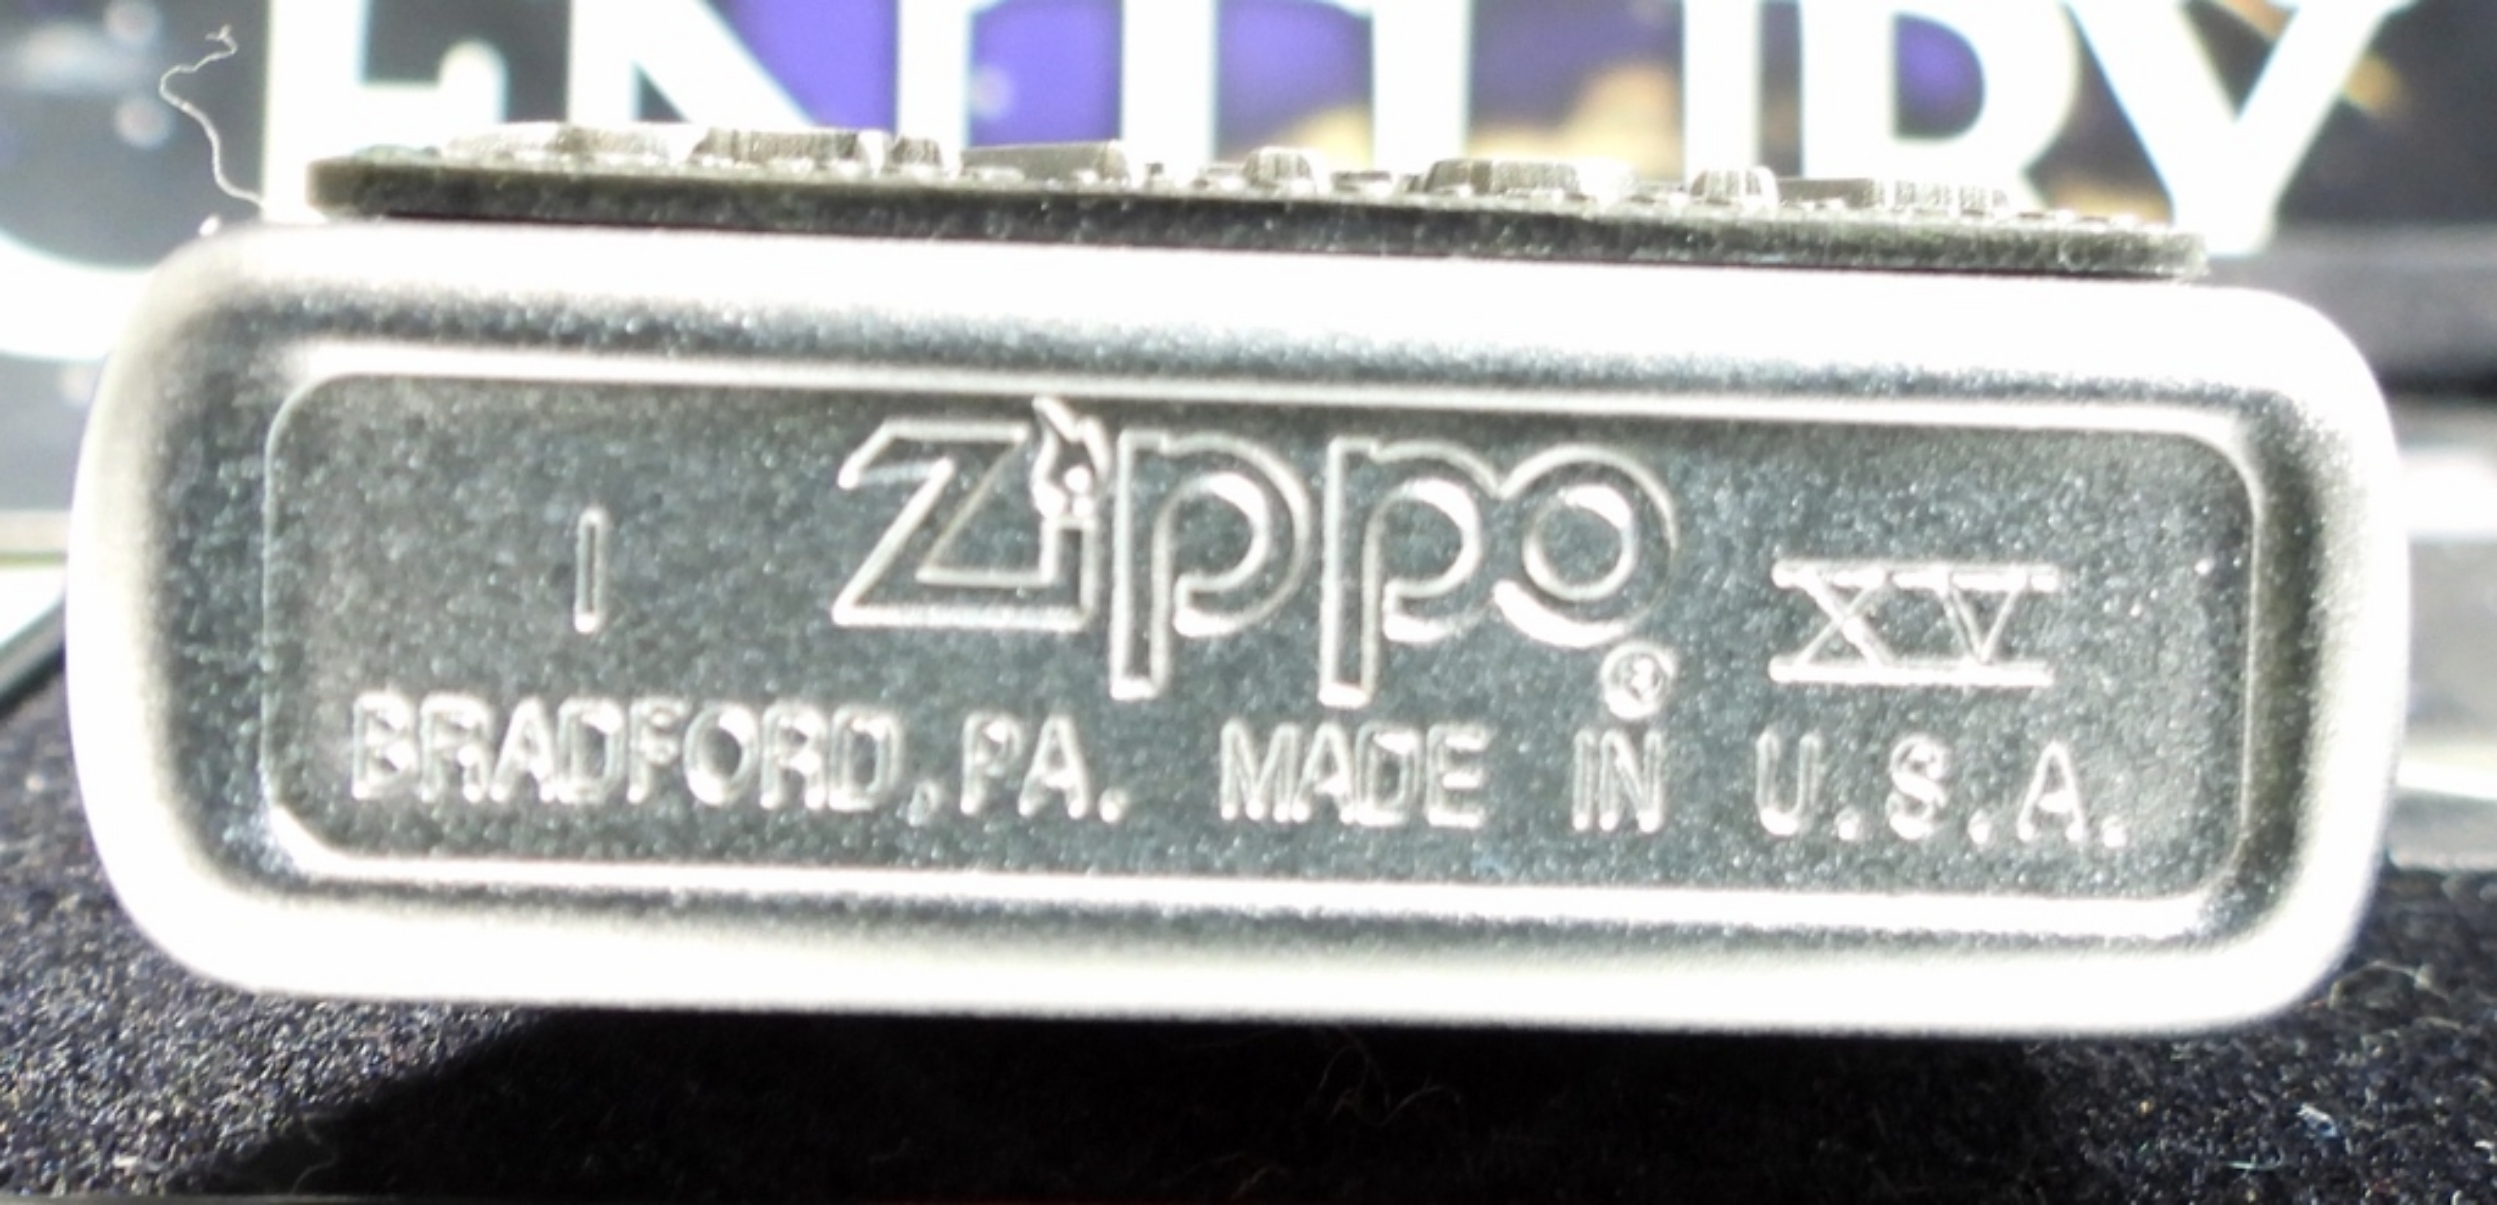 I Zippo ® XV
BRADFORD, PA. MADE IN U.S.A.